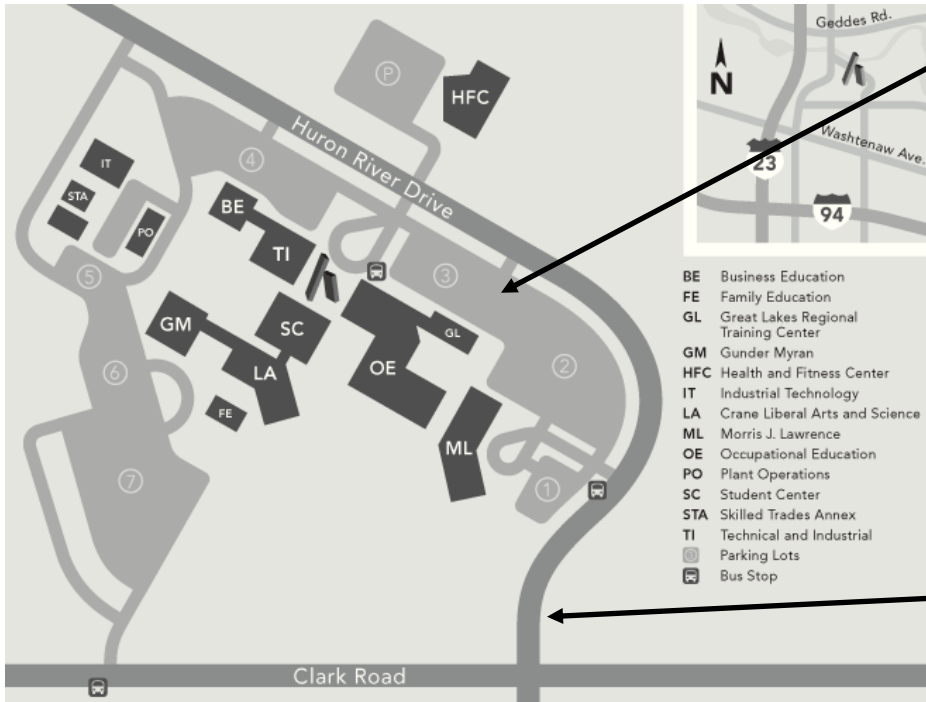 P
HFC
Huron River Drive
IT
4
STA
BE
PO
TI
5
3
GM
SC
GL
6
LA
OE
2
FE
ML
7
1
Clark Road
Geddes Rd.
N
Washtenaw Ave.
23
94
BE Business Education
FE Family Education
GL Great Lakes Regional
Training Center
GM Gunder Myran
HFC Health and Fitness Center
IT Industrial Technology
LA Crane Liberal Arts and Science
ML Morris J. Lawrence
OE Occupational Education
PO Plant Operations
SC Student Center
STA Skilled Trades Annex
TI Technical and Industrial
Parking Lots
Bus Stop